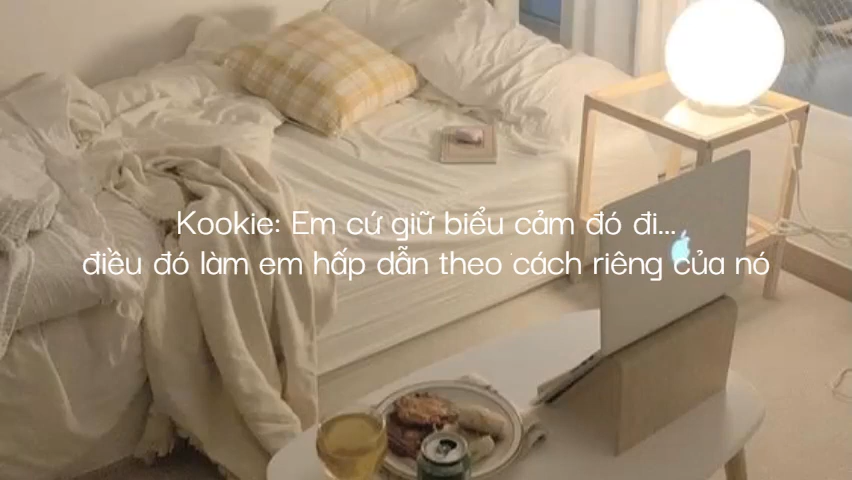 Kookie: Em cứ giữ biểu cảm đó đi...
điều đó làm em hấp dẫn theo cách riêng của nó